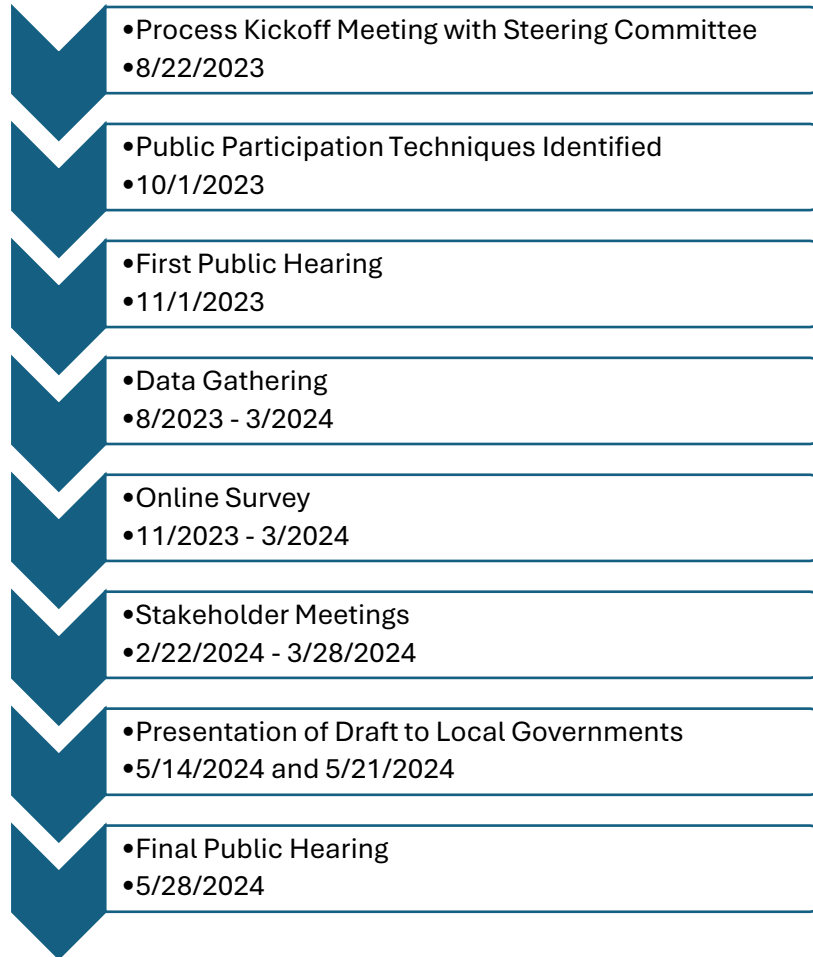 •Process Kickoff Meeting with Steering Committee
•8/22/2023
•Public Participation Techniques Identified
•10/1/2023
•First Public Hearing
•11/1/2023
•Data Gathering
•8/2023 - 3/2024
•Online Survey
•11/2023 - 3/2024
•Stakeholder Meetings
•2/22/2024 - 3/28/2024
•Presentation of Draft to Local Governments
•5/14/2024 and 5/21/2024
•Final Public Hearing
•5/28/2024